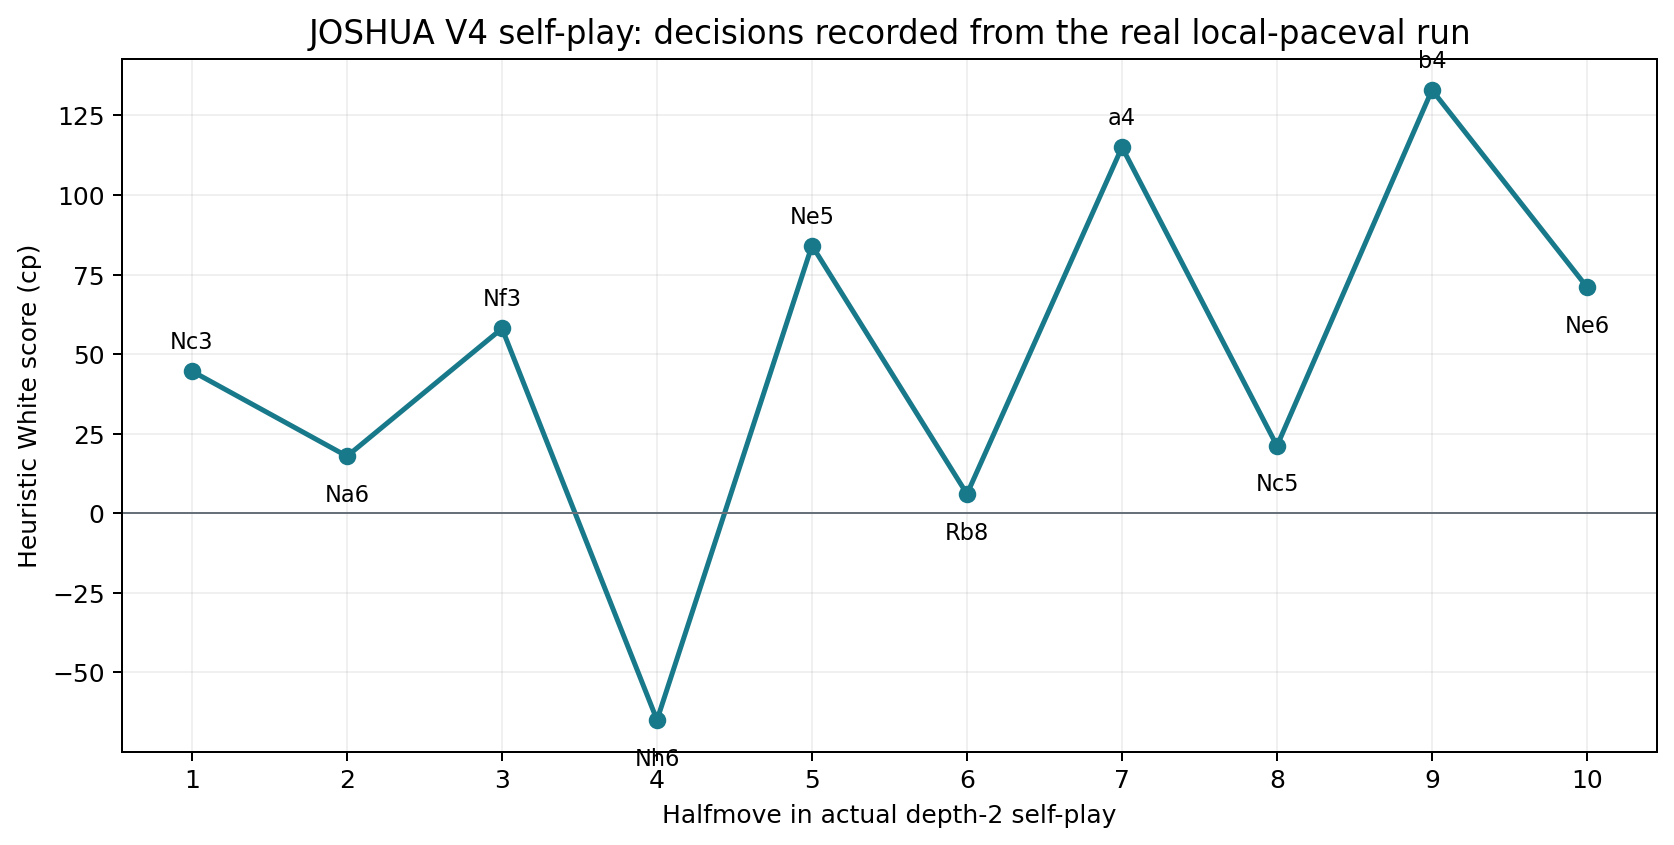 JOSHUA V4 self-play: decisions recorded from the real local-paceval run
b4
125
a4
100
Ne5
75
Nf3
Nc3
Ne6
50
25
Nc5
Na6
0
Rb8
−25
−50
Nh6
1 2 3 4 5 6 7 8 9 10
Heuristic White score (cp)
Halfmove in actual depth-2 self-play